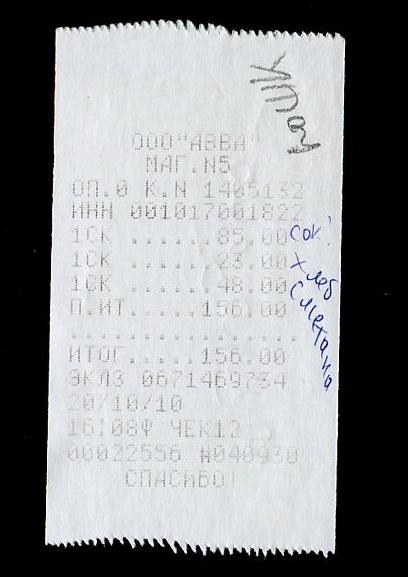 ООО"АВВА"
МАГ.N5
ОП.0 К.N 1405132
ИНН 001017001822
1СК ......85.00 сок!
1СК ......23.00 хлеб
1СК ......48.00 сметана
П.ИТ.....156.00
................
ИТОГ.....156.00
ЭКЛЗ 0671469734
20/10/10
16:08Ф ЧЕК12
00022556 #040930
СПАСИБО!